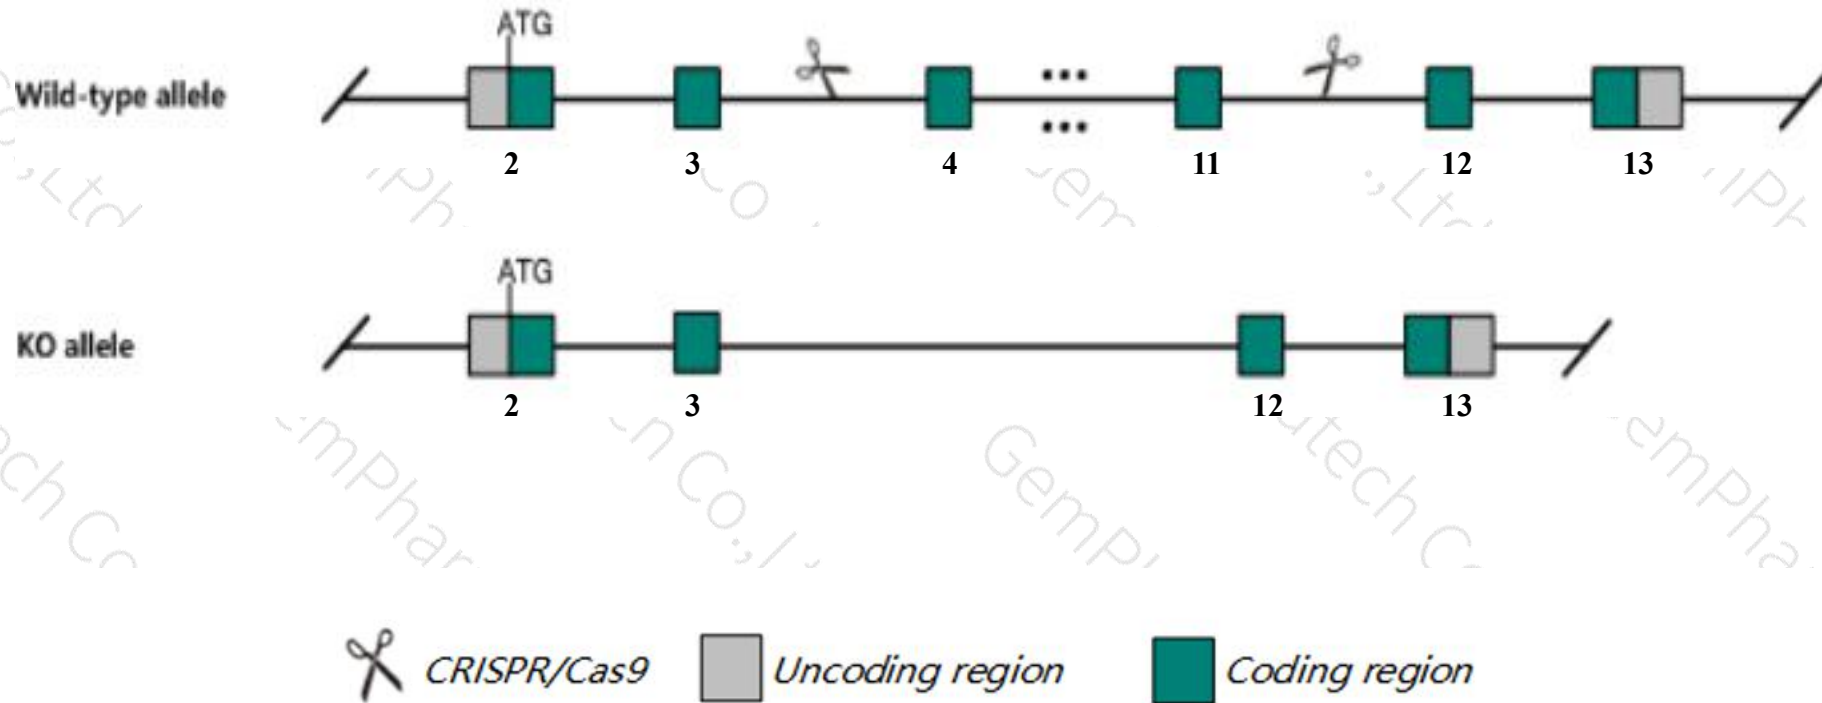 ATG
Wild-type allele
... 
...
2 3 4 11 12 13
ATG
KO allele
2 3 12 13
GemPh
CRISPR/Cas9 Uncoding region Coding region